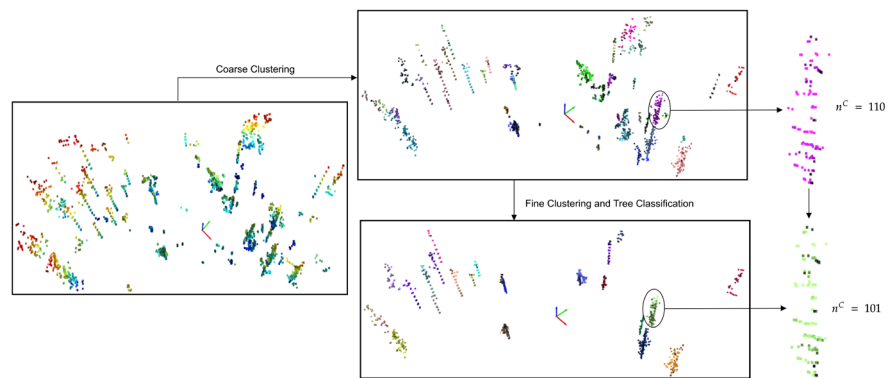 Coarse Clustering
n^C = 110
Fine Clustering and Tree Classification
n^C = 101